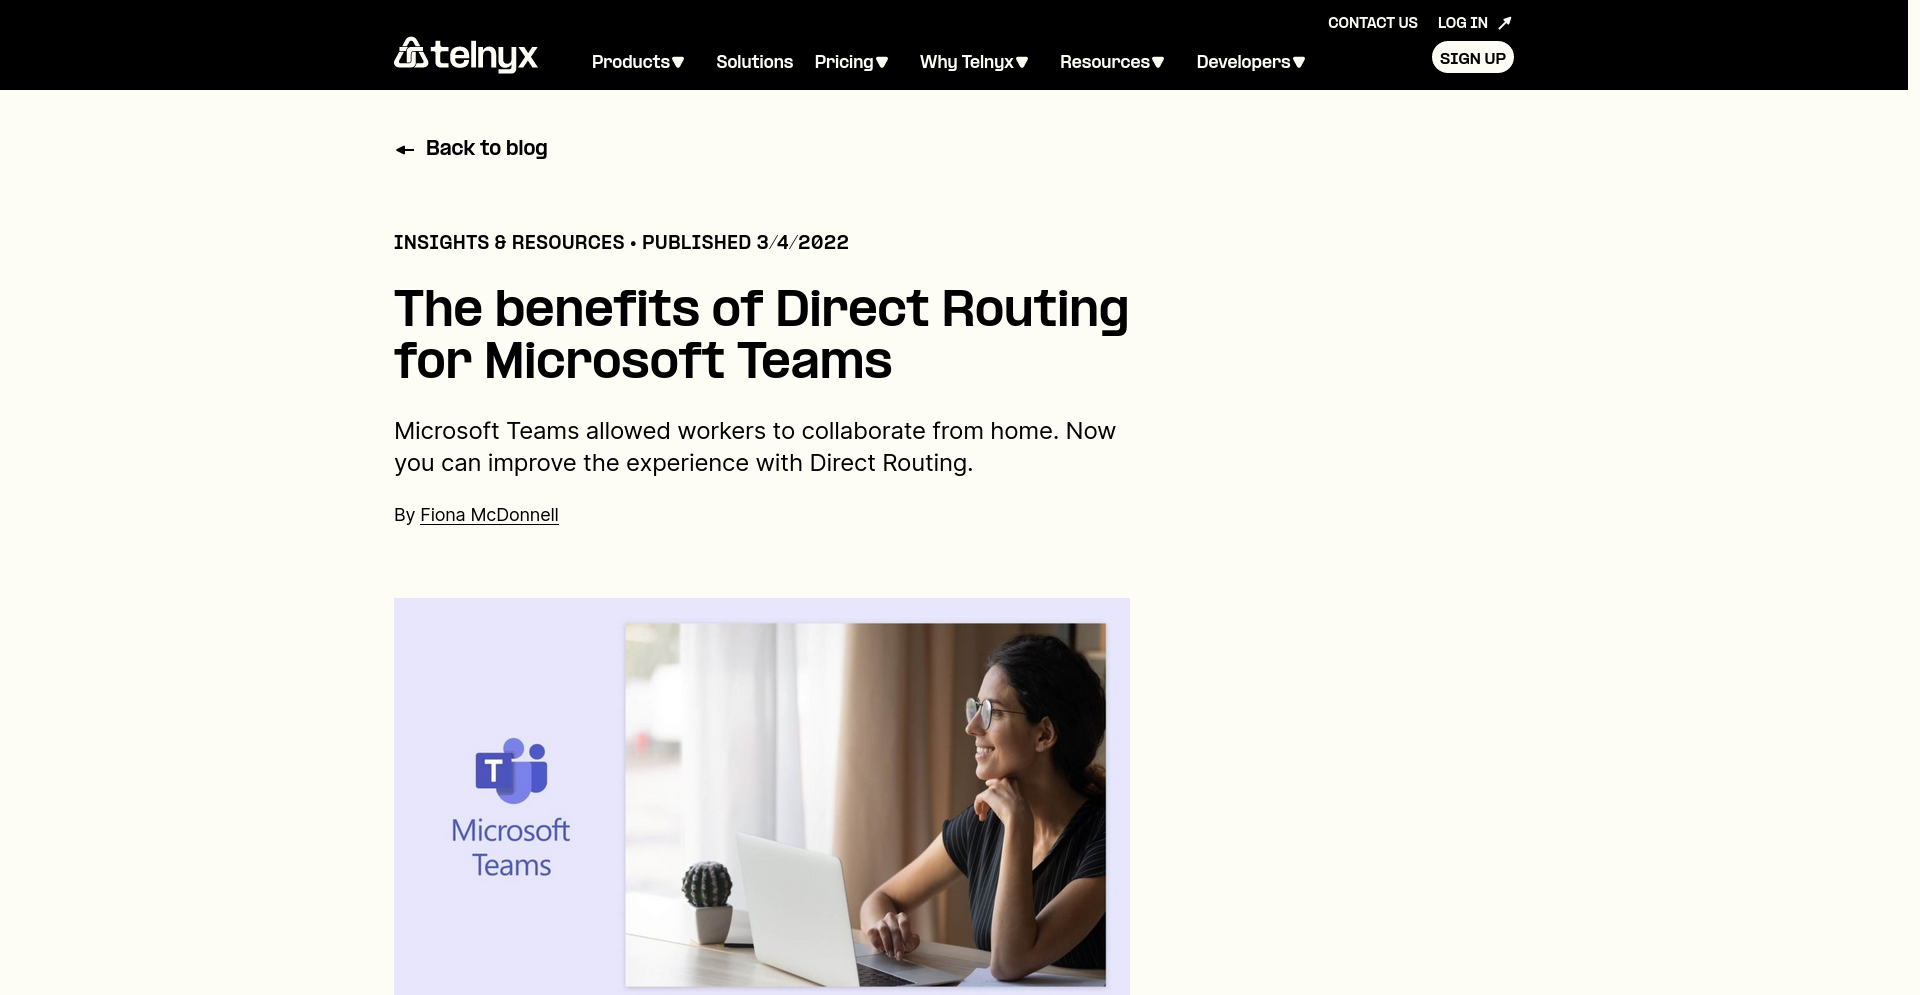 CONTACT US LOG IN
telnyx Products Solutions Pricing Why Telnyx Resources Developers SIGN UP
Back to blog
INSIGHTS & RESOURCES • PUBLISHED 3/4/2022
The benefits of Direct Routing
for Microsoft Teams
Microsoft Teams allowed workers to collaborate from home. Now
you can improve the experience with Direct Routing.
By Fiona McDonnell
T
Microsoft
Teams